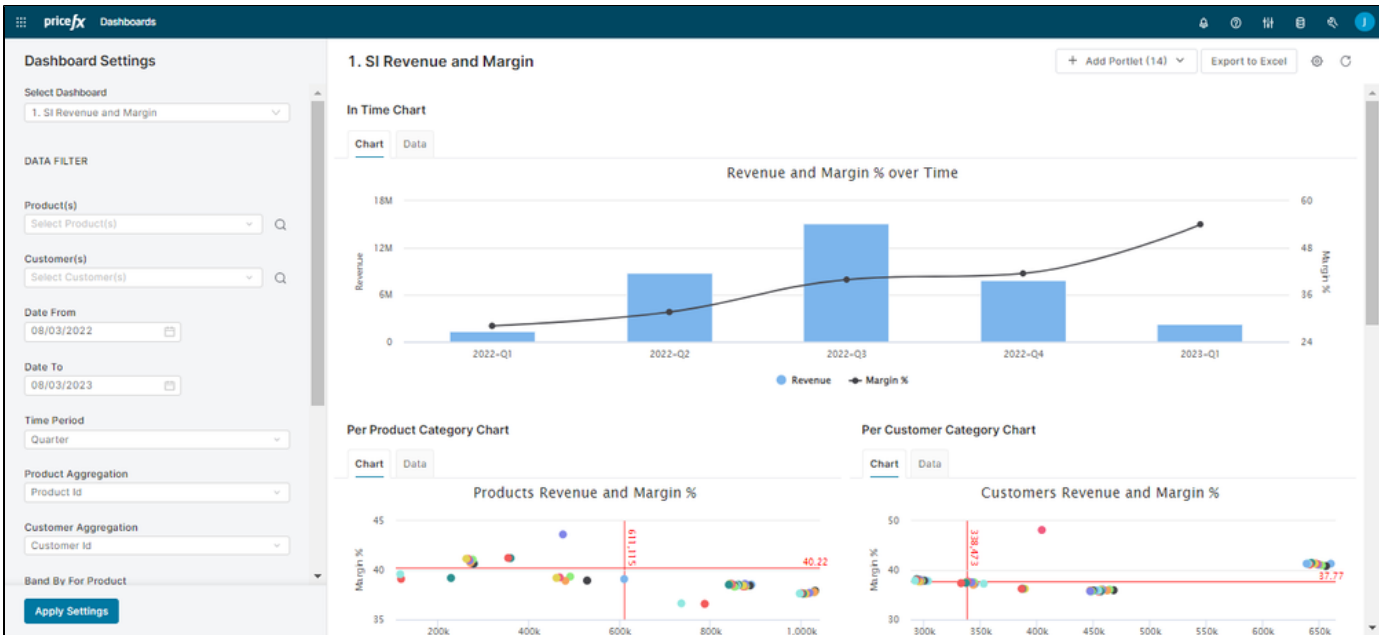 pricefx Dashboards
J
Dashboard Settings
Select Dashboard
1. SI Revenue and Margin
DATA FILTER
Product(s)
Select Product(s)
Customer(s)
Select Customer(s)
Date From
08/03/2022
Date To
08/03/2023
Time Period
Quarter
Product Aggregation
Product Id
Customer Aggregation
Customer Id
Band By For Product
Apply Settings
1. SI Revenue and Margin
+ Add Portlet (14)
Export to Excel
In Time Chart
Chart Data
Revenue and Margin % over Time
Revenue
18M
12M
6M
0
60
48
36
24
Margin %
2022-Q1 2022-Q2 2022-Q3 2022-Q4 2023-Q1
Revenue Margin %
Per Product Category Chart
Chart Data
Products Revenue and Margin %
Margin %
45
40
35
611,115
40.22
200k 400k 600k 800k 1,000k
Per Customer Category Chart
Chart Data
Customers Revenue and Margin %
Margin %
50
40
30
338,473
37.77
300k 350k 400k 450k 500k 550k 600k 650k